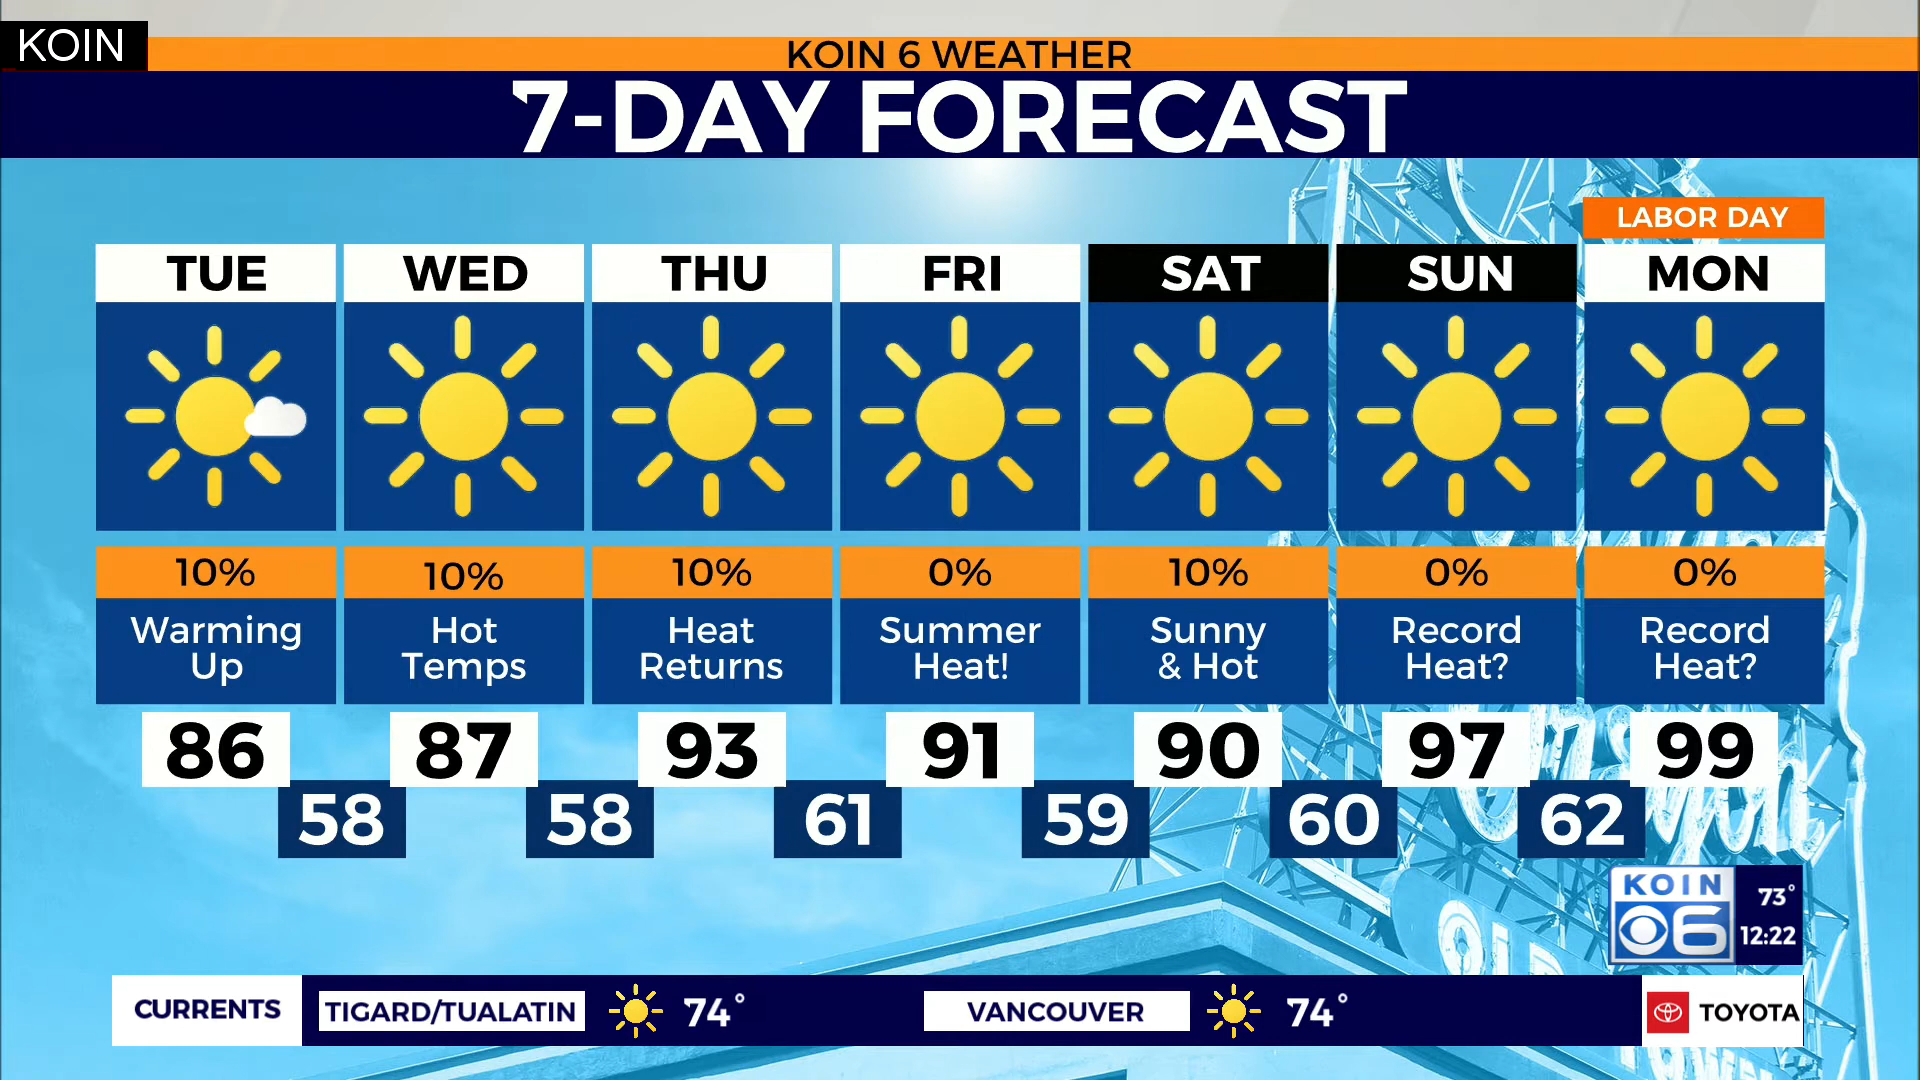 KOIN
KOIN 6 WEATHER
7-DAY FORECAST
LABOR DAY
TUE WED THU FRI SAT SUN MON
10% 10% 10% 0% 10% 0% 0%
Warming Hot Heat Summer Sunny Record Record
Up Temps Returns Heat! & Hot Heat? Heat?
86 87 93 91 90 97 99
58 58 61 59 60 62
KOIN 73°
6 12:22
CURRENTS TIGARD/TUALATIN 74° VANCOUVER 74° TOYOTA
OLD